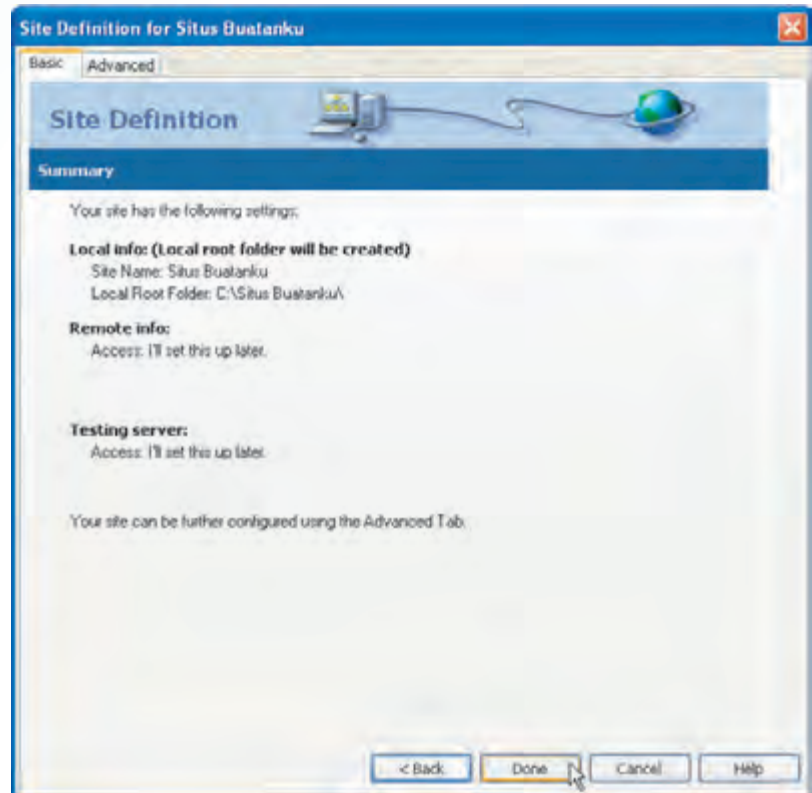 Site Definition for Situs Buatanku
Basic Advanced
Site Definition
Summary
Your site has the following settings:
Local info: (Local root folder will be created)
Site Name: Situs Buatanku
Local Root Folder: C:\Situs Buatanku\
Remote info:
Access: I'll set this up later.
Testing server:
Access: I'll set this up later.
Your site can be further configured using the Advanced Tab.
< Back Done Cancel Help